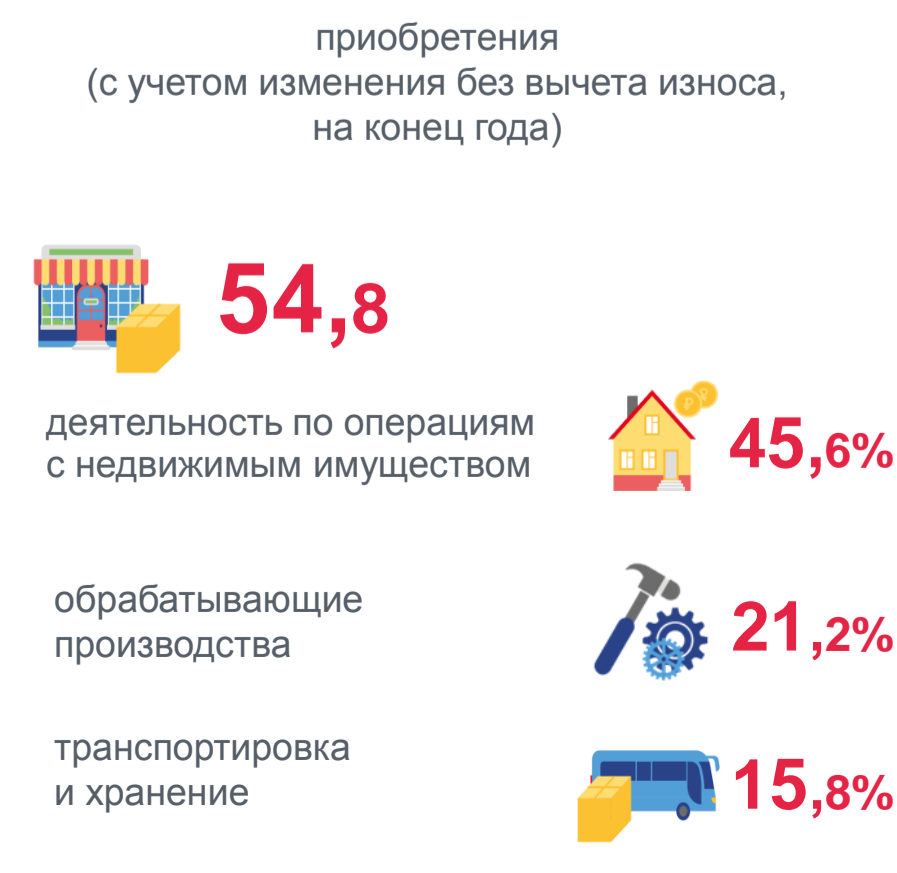 приобретения
(с учетом изменения без вычета износа,
на конец года)
54,8
деятельность по операциям
с недвижимым имуществом
45,6%
обрабатывающие
производства
21,2%
транспортировка
и хранение
15,8%